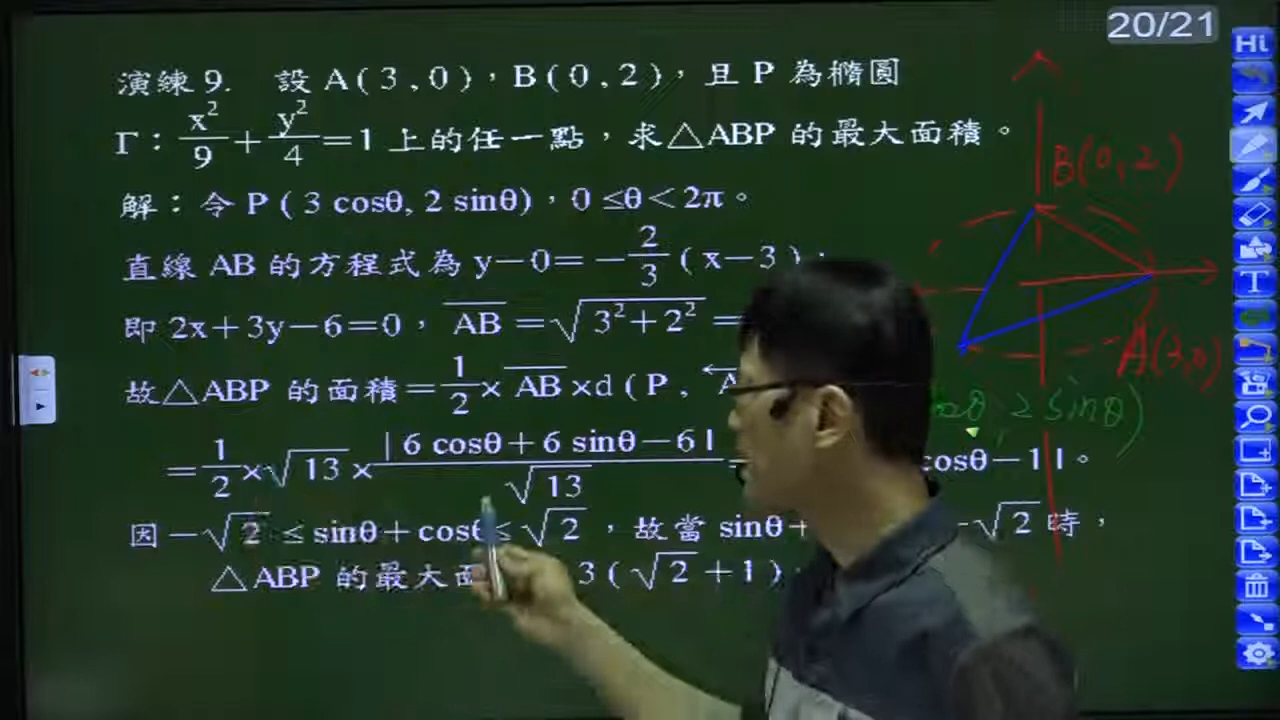 20/21
演練 9. 設 A ( 3 , 0 ) , B ( 0 , 2 ) , 且 P 為橢圓
Γ : x²/9 + y²/4 = 1 上的任一點 , 求△ABP 的最大面積。
解 : 令 P ( 3 cosθ, 2 sinθ) , 0 ≤θ< 2π。
直線 AB 的方程式為 y−0=−2/3 ( x−3 ) ,
即 2x+3y−6=0 , AB =√3²+2² =
故△ABP 的面積=1/2× AB ×d ( P ,
=1/2×√13×| 6 cosθ+6 sinθ−6 |/√13 = cosθ−1 |。
因−√2 ≤ sinθ+cosθ≤ √2 , 故當 sinθ+ −√2 時 ,
△ABP 的最大面 3 ( √2 +1 )
B(0,2)
A(3,0)
2 sinθ)
Hi
T